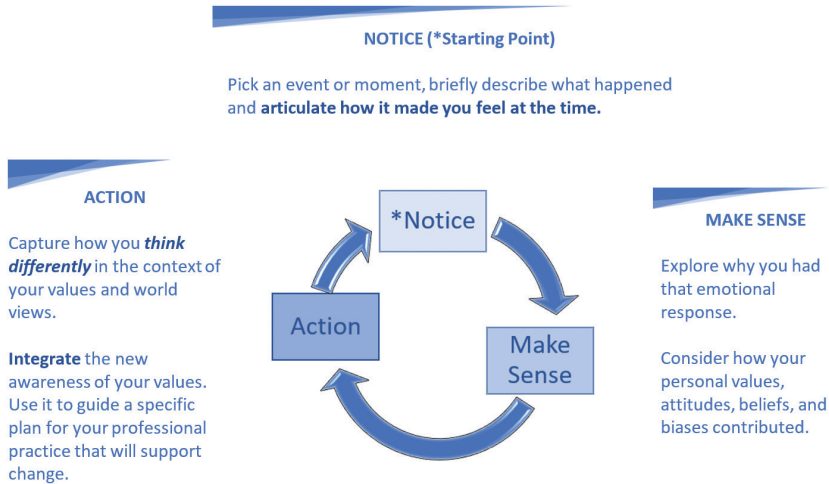 NOTICE (*Starting Point)
Pick an event or moment, briefly describe what happened
and articulate how it made you feel at the time.
ACTION
Capture how you think
differently in the context of
your values and world
views.
Integrate the new
awareness of your values.
Use it to guide a specific
plan for your professional
practice that will support
change.
*Notice
Action
Make
Sense
MAKE SENSE
Explore why you had
that emotional
response.
Consider how your
personal values,
attitudes, beliefs, and
biases contributed.